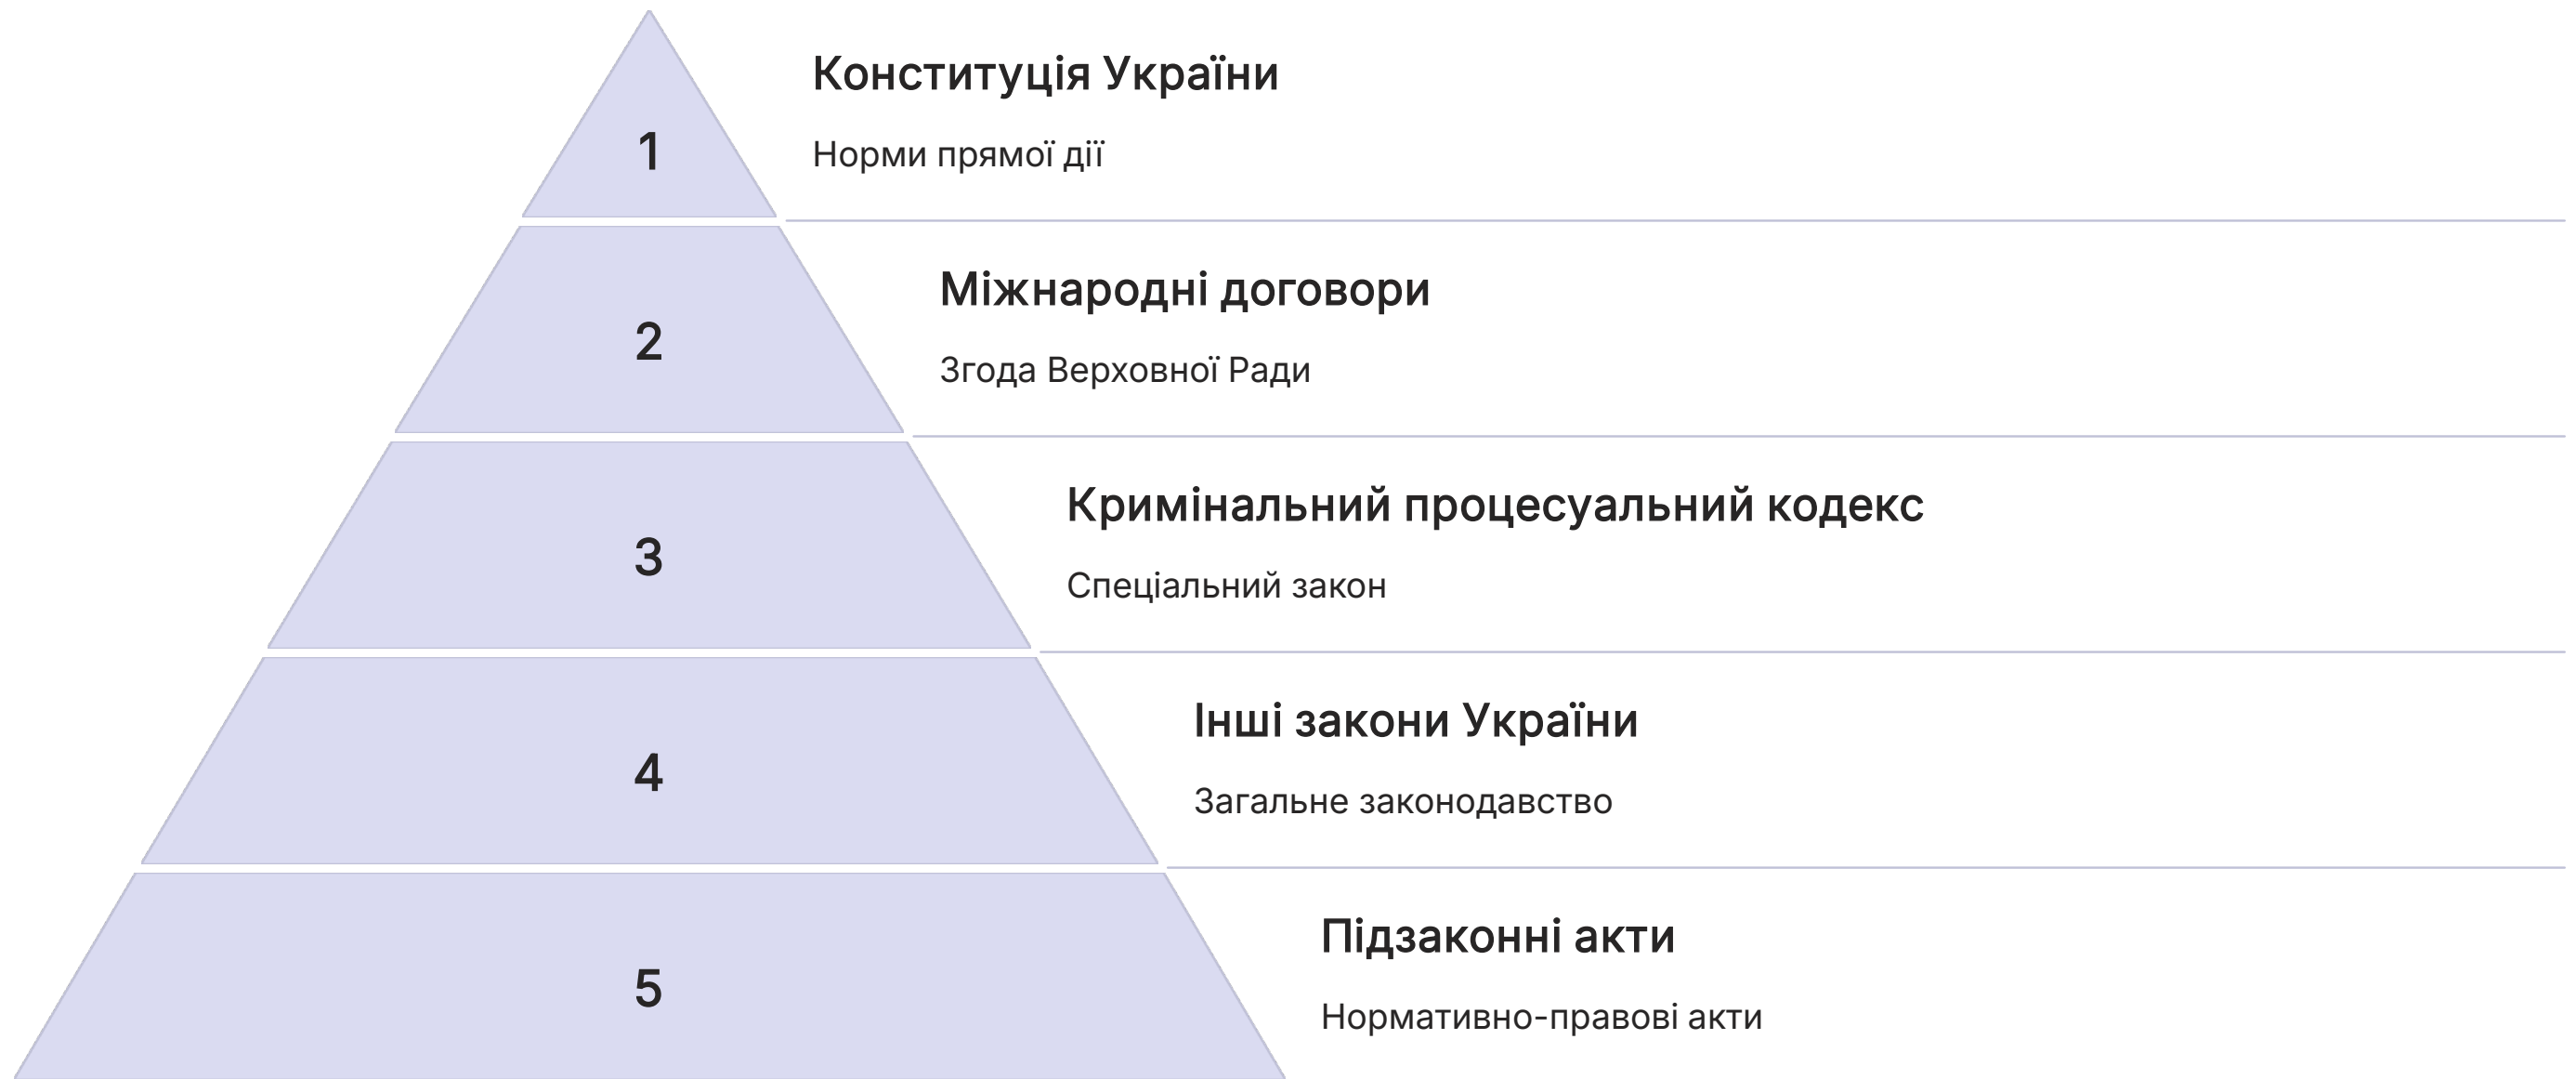 1
Конституція України
Норми прямої дії
2
Міжнародні договори
Згода Верховної Ради
3
Кримінальний процесуальний кодекс
Спеціальний закон
4
Інші закони України
Загальне законодавство
5
Підзаконні акти
Нормативно-правові акти